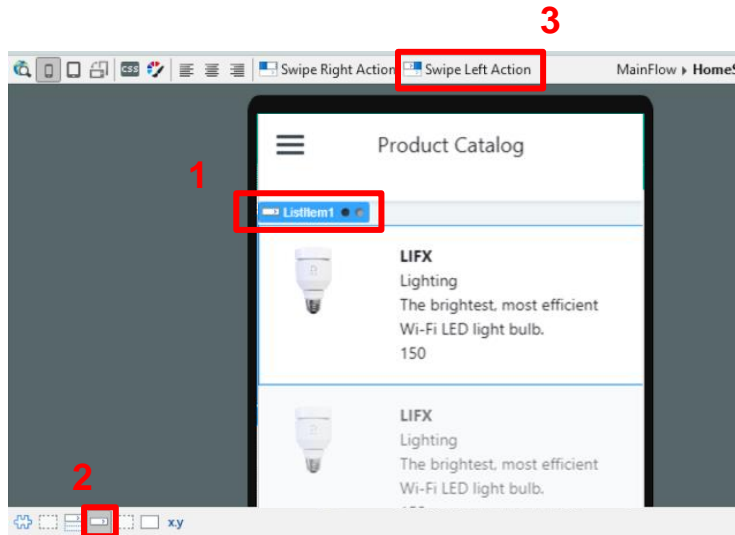 3
css Swipe Right Action Swipe Left Action MainFlow HomeS
Product Catalog
1
ListItem1
LIFX
Lighting
The brightest, most efficient
Wi-Fi LED light bulb.
150
LIFX
Lighting
The brightest, most efficient
Wi-Fi LED light bulb.
2
x.y